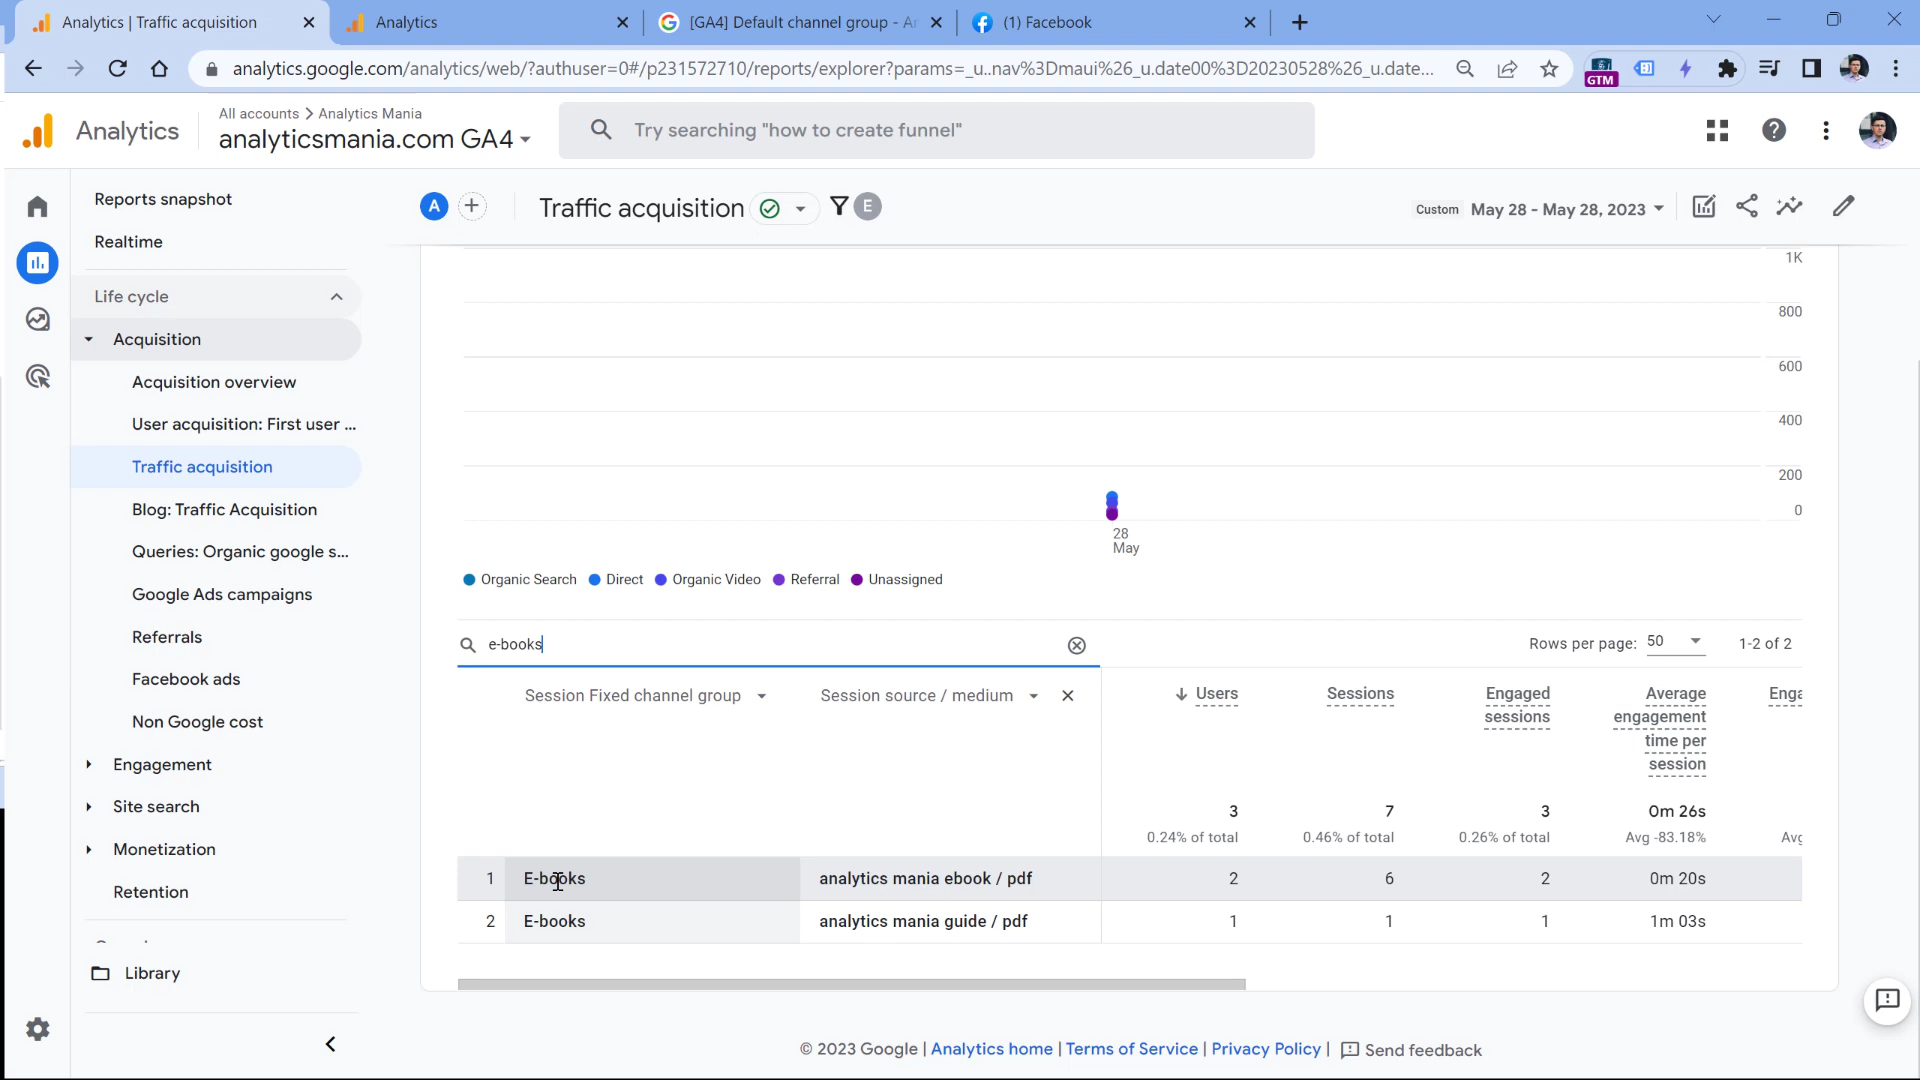 Analytics | Traffic acquisition
Analytics
[GA4] Default channel group - An
(1) Facebook
analytics.google.com/analytics/web/?authuser=0#/p231572710/reports/explorer?params=_u..nav%3Dmaui%26_u.date00%3D20230528%26_u.date...
GTM
Analytics
All accounts > Analytics Mania
analyticsmania.com GA4
Try searching "how to create funnel"
Reports snapshot
Realtime
Life cycle
Acquisition
Acquisition overview
User acquisition: First user ...
Traffic acquisition
Blog: Traffic Acquisition
Queries: Organic google s...
Google Ads campaigns
Referrals
Facebook ads
Non Google cost
Engagement
Site search
Monetization
Retention
Library
A
Traffic acquisition
E
Custom May 28 - May 28, 2023
1K
800
600
400
200
0
28
May
Organic Search Direct Organic Video Referral Unassigned
e-books
Rows per page: 50 1-2 of 2
Session Fixed channel group Session source / medium
Users
Sessions
Engaged
sessions
Average
engagement
time per
session
Enga
3 7 3 0m 26s
0.24% of total 0.46% of total 0.26% of total Avg -83.18% Avg
1 E-books analytics mania ebook / pdf 2 6 2 0m 20s
2 E-books analytics mania guide / pdf 1 1 1 1m 03s
© 2023 Google | Analytics home | Terms of Service | Privacy Policy | Send feedback